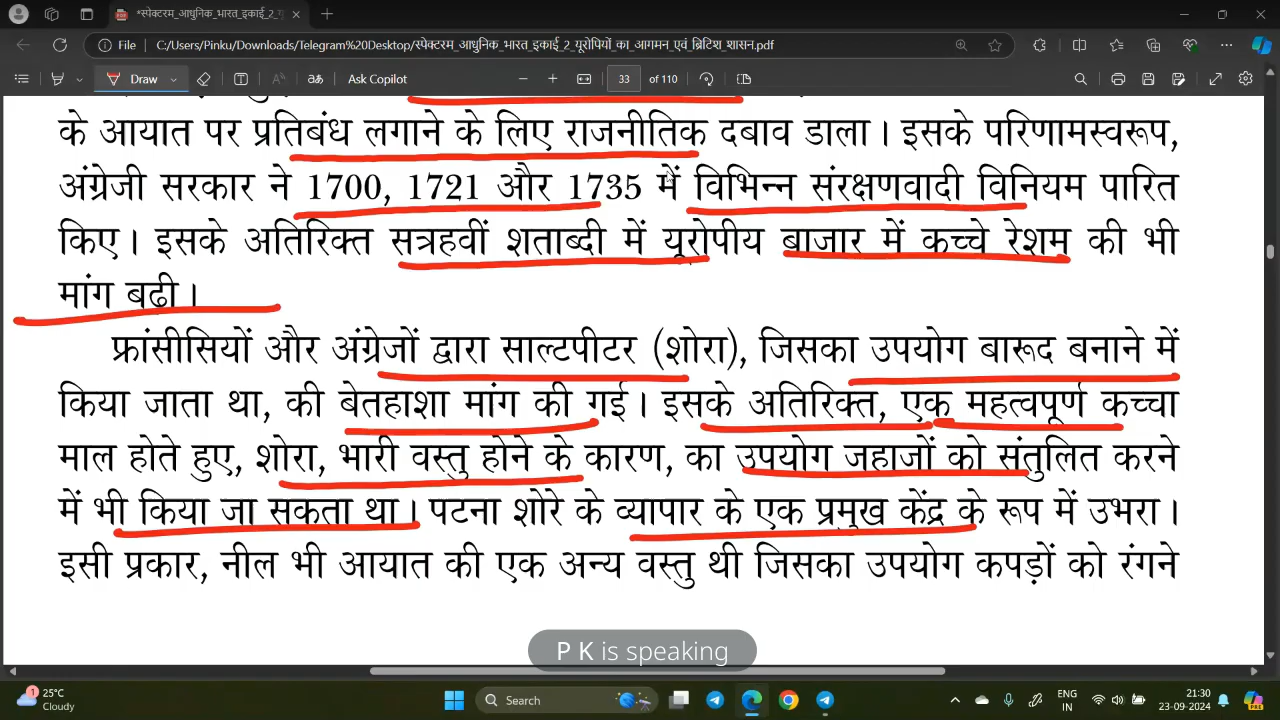 *स्पेक्टरम_आधुनिक_भारत_इकाई_2_यू
File C:/Users/Pinku/Downloads/Telegram%20Desktop/स्पेक्टरम_आधुनिक_भारत_इकाई_2_यूरोपियों_का_आगमन_एवं_ब्रिटिश_शासन.pdf
Draw Ask Copilot 33 of 110
के आयात पर प्रतिबंध लगाने के लिए राजनीतिक दबाव डाला। इसके परिणामस्वरूप,
अंग्रेजी सरकार ने 1700, 1721 और 1735 में विभिन्न संरक्षणवादी विनियम पारित
किए। इसके अतिरिक्त सत्रहवीं शताब्दी में यूरोपीय बाजार में कच्चे रेशम की भी
मांग बढी।
फ्रांसीसियों और अंग्रेजों द्वारा साल्टपीटर (शोरा), जिसका उपयोग बारूद बनाने में
किया जाता था, की बेतहाशा मांग की गई। इसके अतिरिक्त, एक महत्वपूर्ण कच्चा
माल होते हुए, शोरा, भारी वस्तु होने के कारण, का उपयोग जहाजों को संतुलित करने
में भी किया जा सकता था। पटना शोरे के व्यापार के एक प्रमुख केंद्र के रूप में उभरा।
इसी प्रकार, नील भी आयात की एक अन्य वस्तु थी जिसका उपयोग कपड़ों को रंगने
P K is speaking
1 25°C
Cloudy
Search
ENG
IN
21:30
23-09-2024